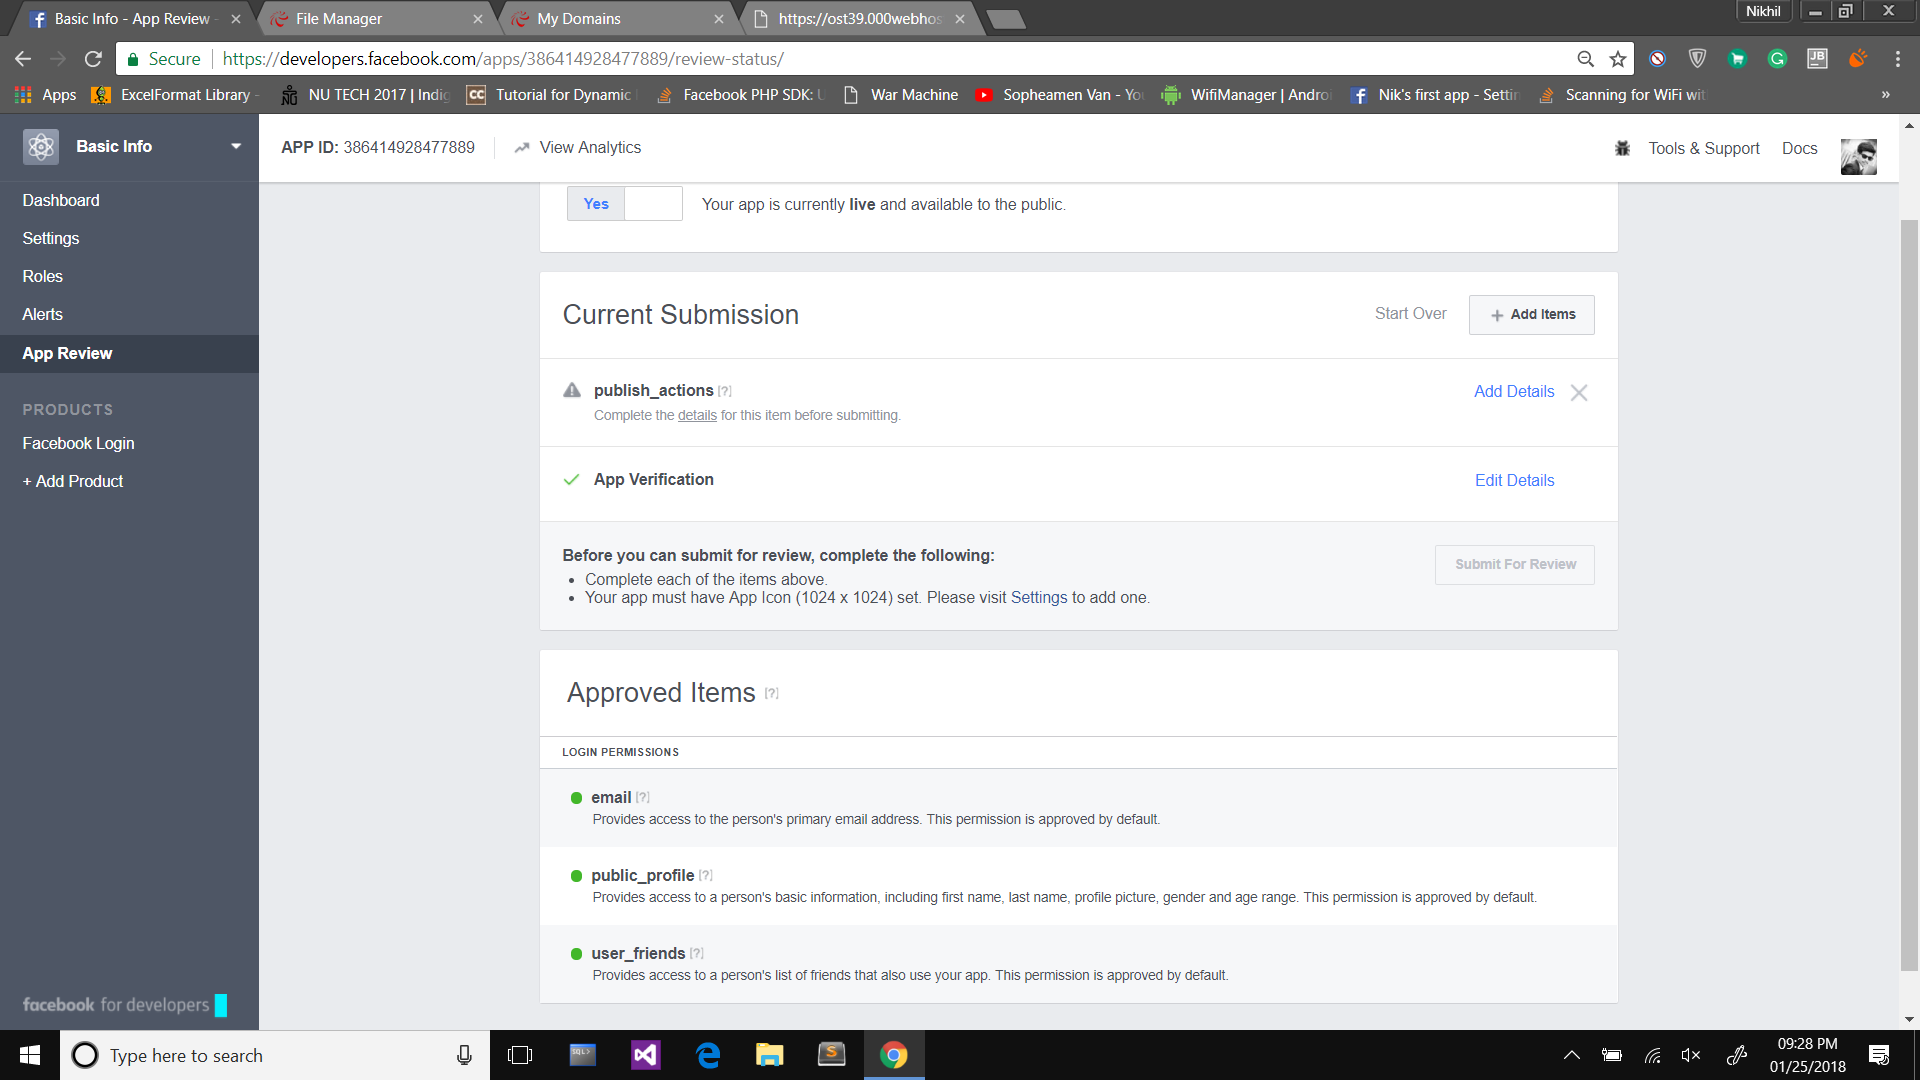 Basic Info - App Review
File Manager
My Domains
https://ost39.000webhos
Nikhil
Secure
https://developers.facebook.com/apps/386414928477889/review-status/
Apps
ExcelFormat Library -
NU TECH 2017 | Indig
Tutorial for Dynamic
Facebook PHP SDK: U
War Machine
Sopheamen Van - You
WifiManager | Androi
Nik's first app - Settin
Scanning for WiFi wit
»
Basic Info
APP ID: 386414928477889
View Analytics
Tools & Support
Docs
Dashboard
Settings
Roles
Alerts
App Review
PRODUCTS
Facebook Login
+ Add Product
facebook for developers
Yes
Your app is currently live and available to the public.
Current Submission
Start Over
+ Add Items
publish_actions [?]
Complete the details for this item before submitting.
Add Details
App Verification
Edit Details
Before you can submit for review, complete the following:
• Complete each of the items above.
• Your app must have App Icon (1024 x 1024) set. Please visit Settings to add one.
Submit For Review
Approved Items [?]
LOGIN PERMISSIONS
email [?]
Provides access to the person's primary email address. This permission is approved by default.
public_profile [?]
Provides access to a person's basic information, including first name, last name, profile picture, gender and age range. This permission is approved by default.
user_friends [?]
Provides access to a person's list of friends that also use your app. This permission is approved by default.
Type here to search
09:28 PM
01/25/2018